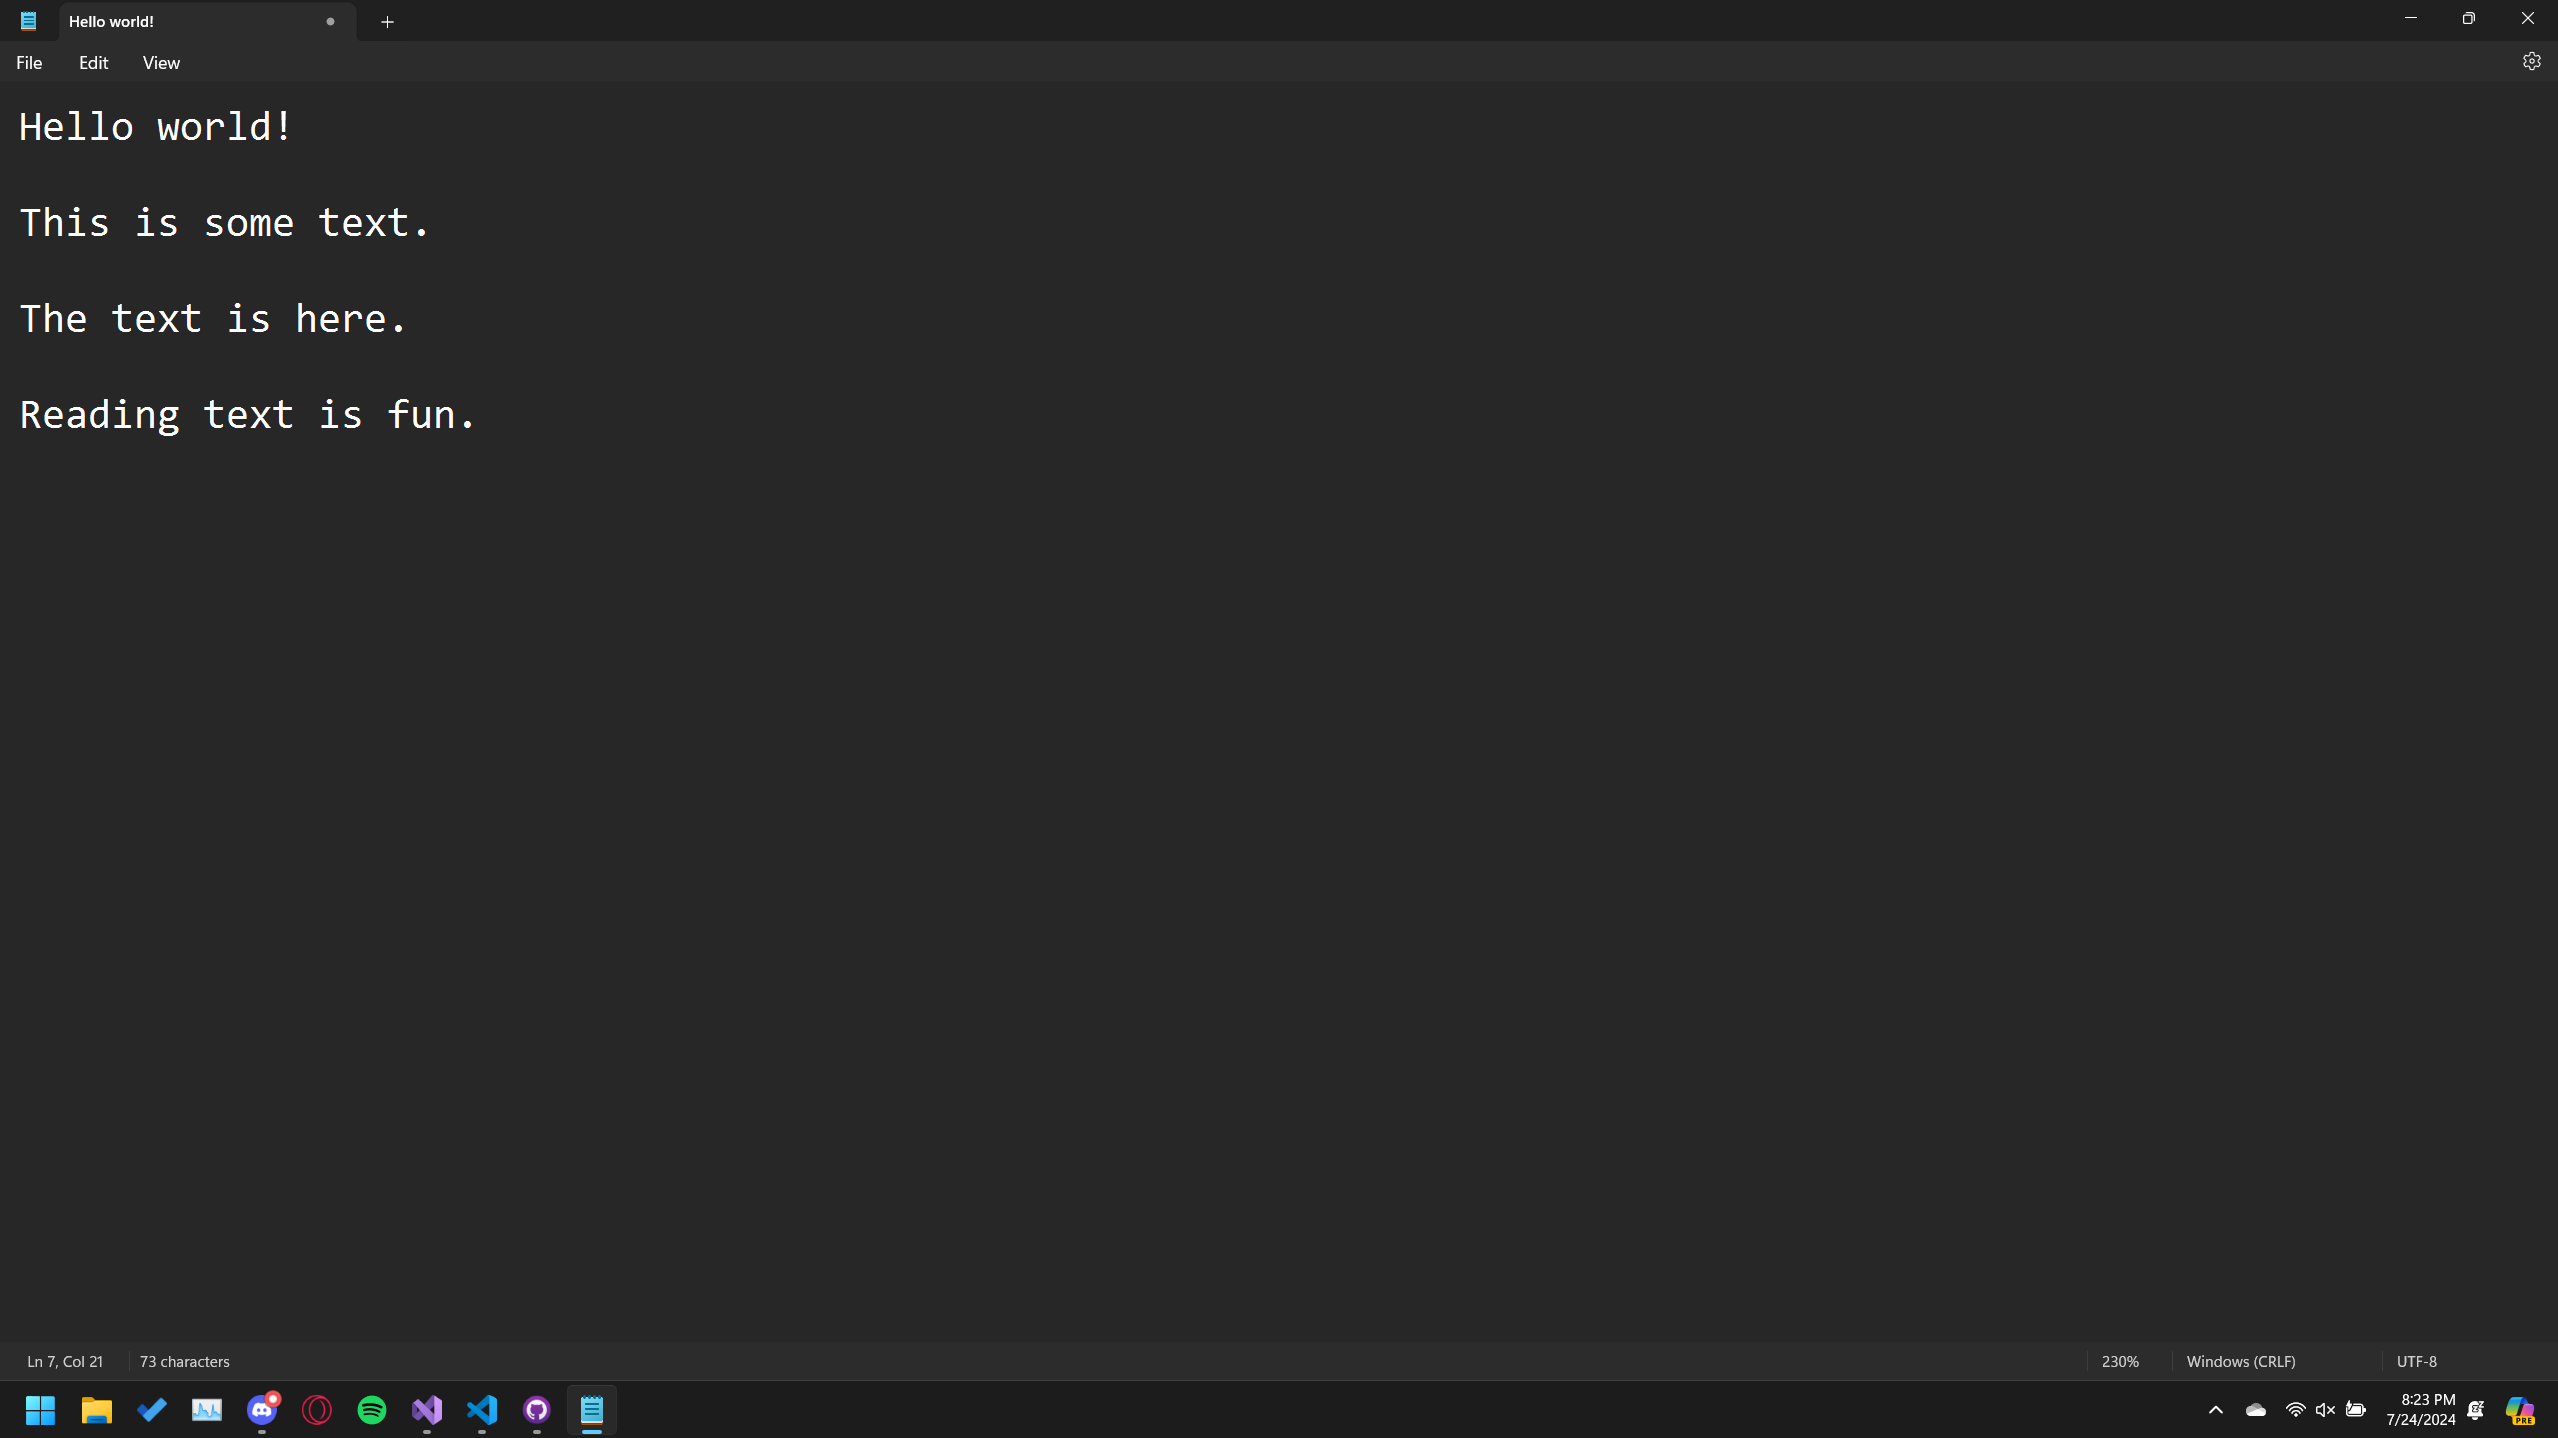 Hello world!
File Edit View
Hello world!
This is some text.
The text is here.
Reading text is fun.
Ln 7, Col 21 73 characters 230% Windows (CRLF) UTF-8
8:23 PM
7/24/2024
PRE